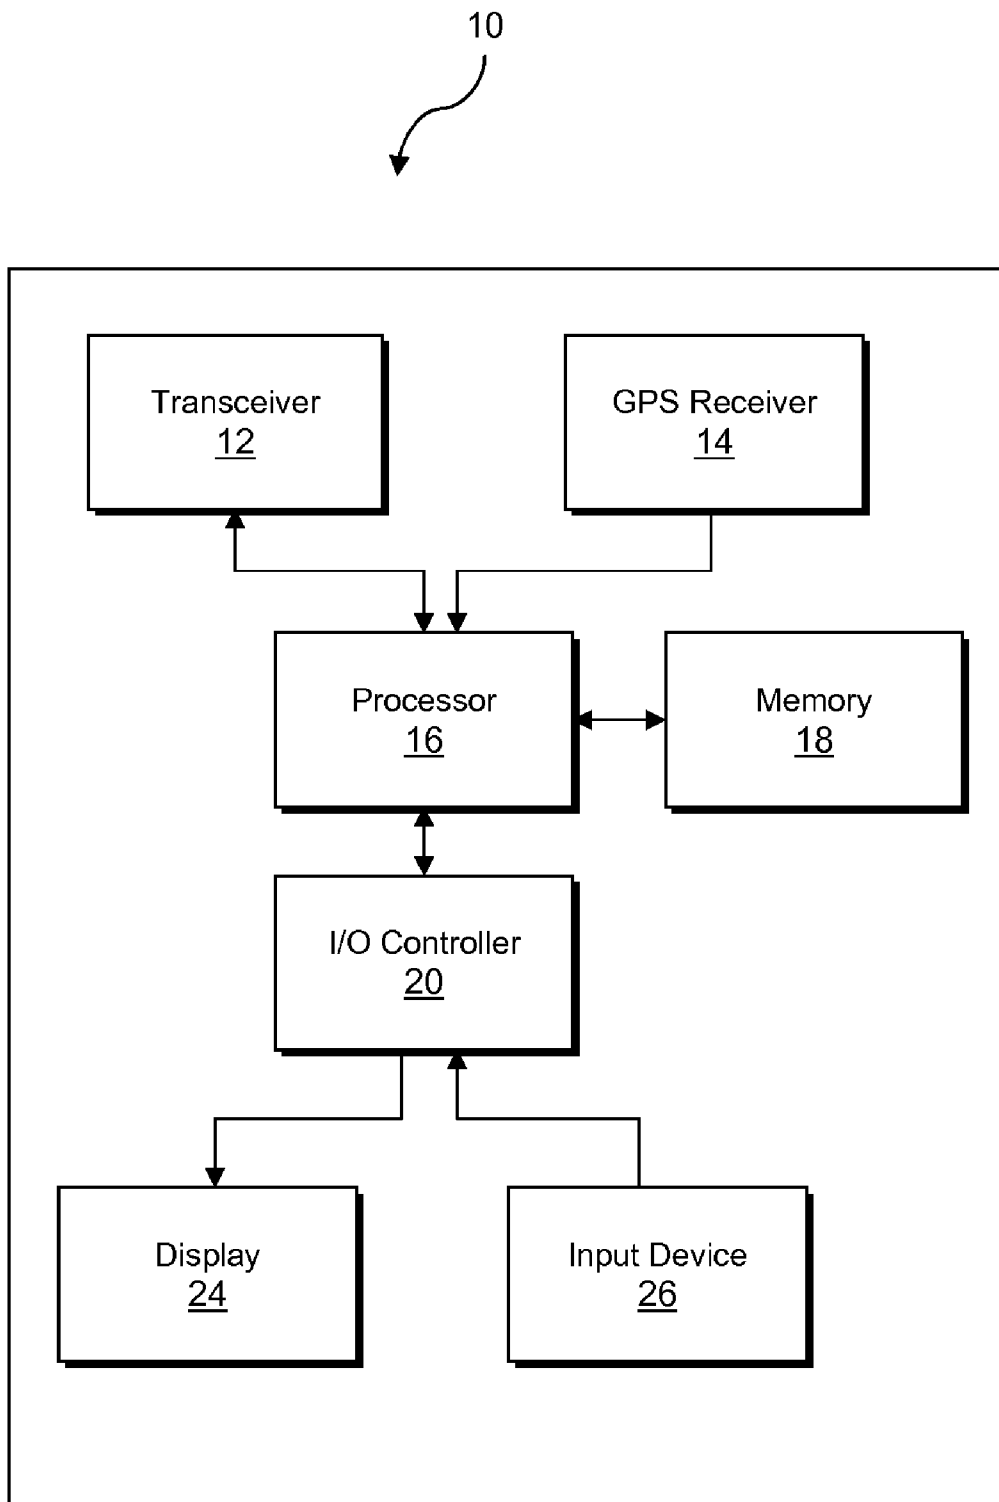 10
Transceiver
12
GPS Receiver
14
Processor
16
Memory
18
I/O Controller
20
Display
24
Input Device
26